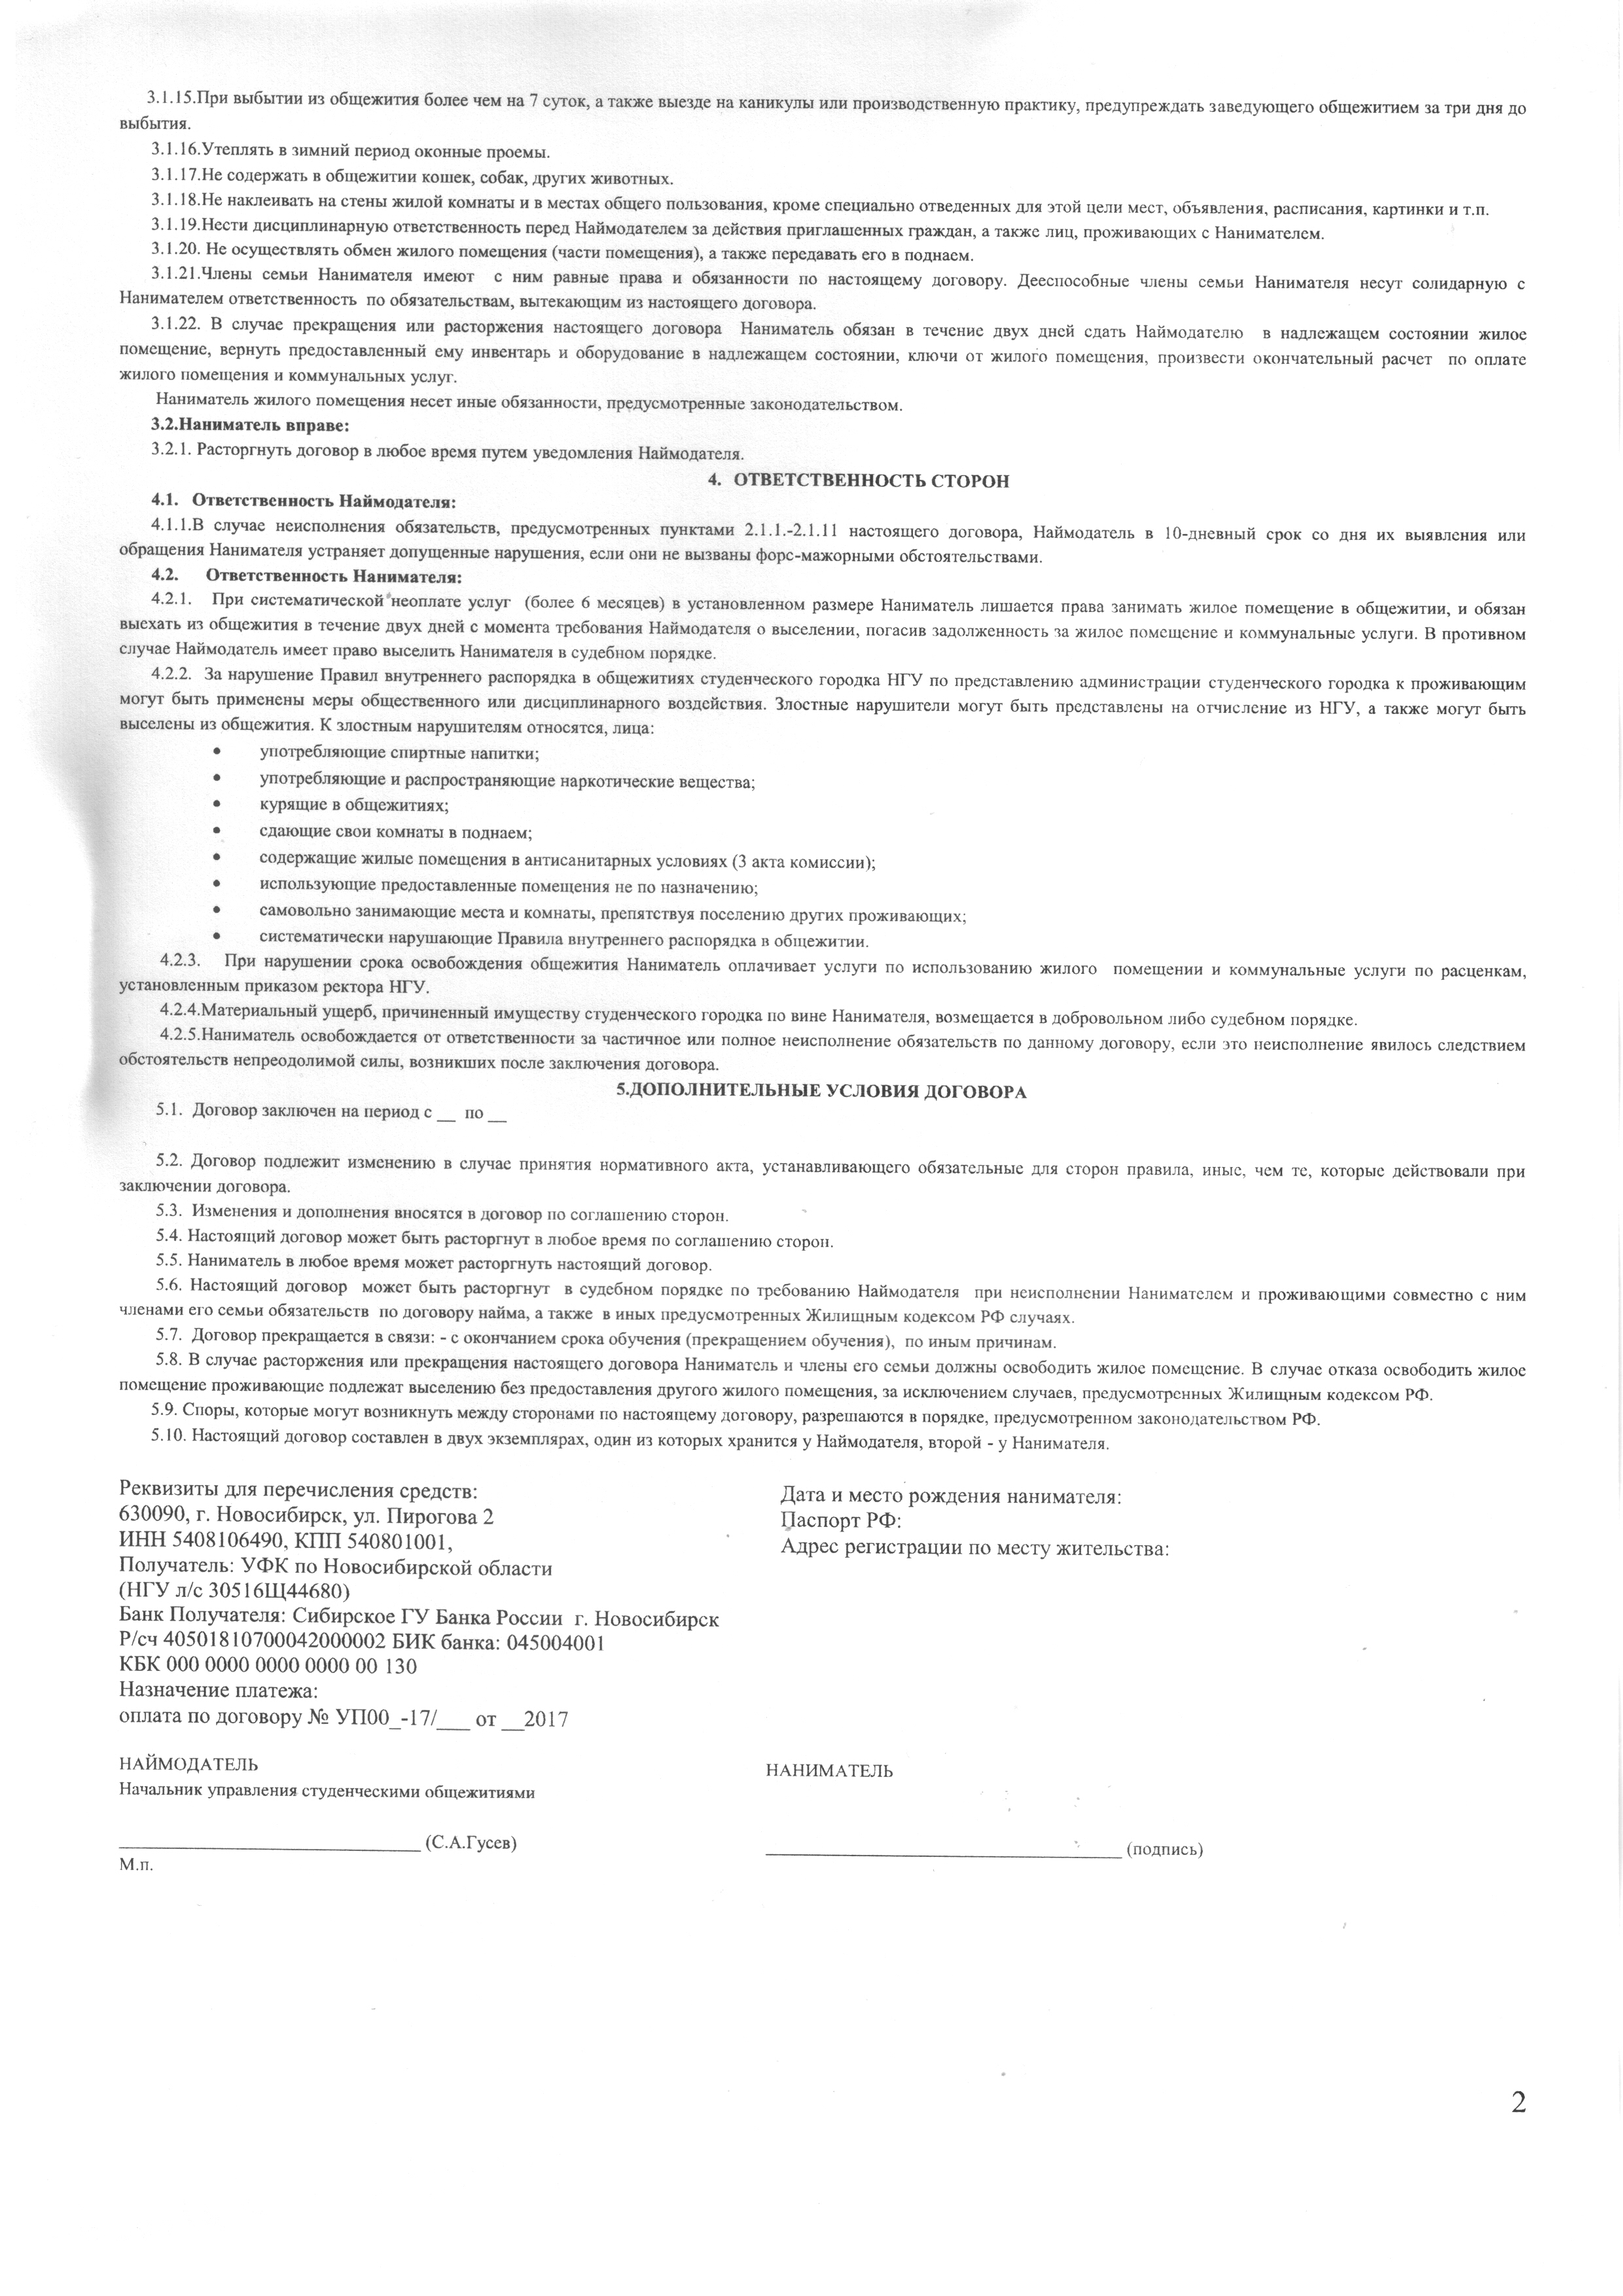 3.1.15.При выбытии из общежития более чем на 7 суток, а также выезде на каникулы или производственную практику, предупреждать заведующего общежитием за три дня до
выбытия.
3.1.16.Утеплять в зимний период оконные проемы.
3.1.17.Не содержать в общежитии кошек, собак, других животных.
3.1.18.Не наклеивать на стены жилой комнаты и в местах общего пользования, кроме специально отведенных для этой цели мест, объявления, расписания, картинки и т.п.
3.1.19.Нести дисциплинарную ответственность перед Наймодателем за действия приглашенных граждан, а также лиц, проживающих с Нанимателем.
3.1.20. Не осуществлять обмен жилого помещения (части помещения), а также передавать его в поднаем.
3.1.21.Члены семьи Нанимателя имеют с ним равные права и обязанности по настоящему договору. Дееспособные члены семьи Нанимателя несут солидарную с
Нанимателем ответственность по обязательствам, вытекающим из настоящего договора.
3.1.22. В случае прекращения или расторжения настоящего договора Наниматель обязан в течение двух дней сдать Наймодателю в надлежащем состоянии жилое
помещение, вернуть предоставленный ему инвентарь и оборудование в надлежащем состоянии, ключи от жилого помещения, произвести окончательный расчет по оплате
жилого помещения и коммунальных услуг.
Наниматель жилого помещения несет иные обязанности, предусмотренные законодательством.
3.2.Наниматель вправе:
3.2.1. Расторгнуть договор в любое время путем уведомления Наймодателя.
4. ОТВЕТСТВЕННОСТЬ СТОРОН
4.1. Ответственность Наймодателя:
4.1.1.В случае неисполнения обязательств, предусмотренных пунктами 2.1.1.-2.1.11 настоящего договора, Наймодатель в 10-дневный срок со дня их выявления или
обращения Нанимателя устраняет допущенные нарушения, если они не вызваны форс-мажорными обстоятельствами.
4.2. Ответственность Нанимателя:
4.2.1. При систематической неоплате услуг (более 6 месяцев) в установленном размере Наниматель лишается права занимать жилое помещение в общежитии, и обязан
выехать из общежития в течение двух дней с момента требования Наймодателя о выселении, погасив задолженность за жилое помещение и коммунальные услуги. В противном
случае Наймодатель имеет право выселить Нанимателя в судебном порядке.
4.2.2. За нарушение Правил внутреннего распорядка в общежитиях студенческого городка НГУ по представлению администрации студенческого городка к проживающим
могут быть применены меры общественного или дисциплинарного воздействия. Злостные нарушители могут быть представлены на отчисление из НГУ, а также могут быть
выселены из общежития. К злостным нарушителям относятся, лица:
• употребляющие спиртные напитки;
• употребляющие и распространяющие наркотические вещества;
• курящие в общежитиях;
• сдающие свои комнаты в поднаем;
• содержащие жилые помещения в антисанитарных условиях (3 акта комиссии);
• использующие предоставленные помещения не по назначению;
• самовольно занимающие места и комнаты, препятствуя поселению других проживающих;
• систематически нарушающие Правила внутреннего распорядка в общежитии.
4.2.3. При нарушении срока освобождения общежития Наниматель оплачивает услуги по использованию жилого помещении и коммунальные услуги по расценкам,
установленным приказом ректора НГУ.
4.2.4.Материальный ущерб, причиненный имуществу студенческого городка по вине Нанимателя, возмещается в добровольном либо судебном порядке.
4.2.5.Наниматель освобождается от ответственности за частичное или полное неисполнение обязательств по данному договору, если это неисполнение явилось следствием
обстоятельств непреодолимой силы, возникших после заключения договора.
5.ДОПОЛНИТЕЛЬНЫЕ УСЛОВИЯ ДОГОВОРА
5.1. Договор заключен на период с __ по __
5.2. Договор подлежит изменению в случае принятия нормативного акта, устанавливающего обязательные для сторон правила, иные, чем те, которые действовали при
заключении договора.
5.3. Изменения и дополнения вносятся в договор по соглашению сторон.
5.4. Настоящий договор может быть расторгнут в любое время по соглашению сторон.
5.5. Наниматель в любое время может расторгнуть настоящий договор.
5.6. Настоящий договор может быть расторгнут в судебном порядке по требованию Наймодателя при неисполнении Нанимателем и проживающими совместно с ним
членами его семьи обязательств по договору найма, а также в иных предусмотренных Жилищным кодексом РФ случаях.
5.7. Договор прекращается в связи: - с окончанием срока обучения (прекращением обучения), по иным причинам.
5.8. В случае расторжения или прекращения настоящего договора Наниматель и члены его семьи должны освободить жилое помещение. В случае отказа освободить жилое
помещение проживающие подлежат выселению без предоставления другого жилого помещения, за исключением случаев, предусмотренных Жилищным кодексом РФ.
5.9. Споры, которые могут возникнуть между сторонами по настоящему договору, разрешаются в порядке, предусмотренном законодательством РФ.
5.10. Настоящий договор составлен в двух экземплярах, один из которых хранится у Наймодателя, второй - у Нанимателя.
Реквизиты для перечисления средств:
630090, г. Новосибирск, ул. Пирогова 2
ИНН 5408106490, КПП 540801001,
Получатель: УФК по Новосибирской области
(НГУ л/с 30516Щ44680)
Банк Получателя: Сибирское ГУ Банка России г. Новосибирск
Р/сч 40501810700042000002 БИК банка: 045004001
КБК 000 0000 0000 0000 00 130
Назначение платежа:
оплата по договору № УП00_-17/___ от __2017
Дата и место рождения нанимателя:
Паспорт РФ:
Адрес регистрации по месту жительства:
НАЙМОДАТЕЛЬ
Начальник управления студенческими общежитиями
____________________________ (С.А.Гусев)
М.п.
НАНИМАТЕЛЬ
_________________________________ (подпись)
2